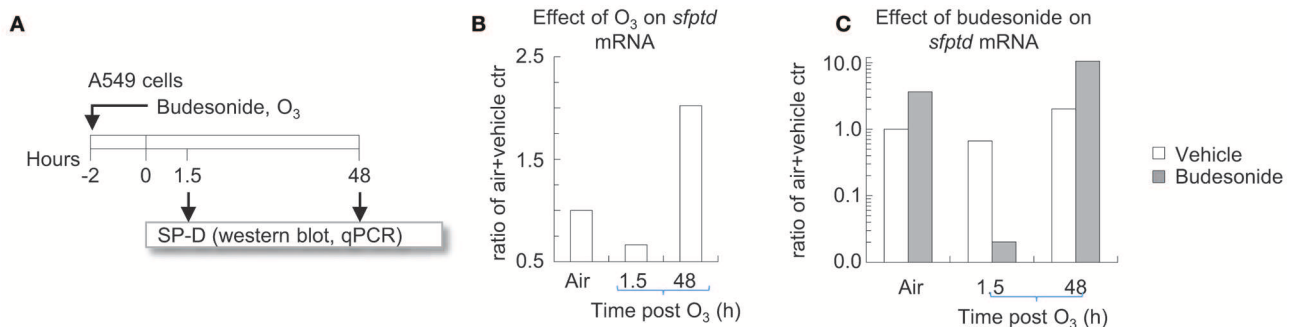 A
A549 cells
Budesonide, O3
Hours
-2 0 1.5 48
SP-D (western blot, qPCR)
B
Effect of O3 on sfptd
mRNA
ratio of air+vehicle ctr
2.5
1.5
0.5
Air 1.5 48
Time post O3 (h)
C
Effect of budesonide on
sfptd mRNA
ratio of air+vehicle ctr
10.0
1.0
0.1
0.0
Air 1.5 48
Time post O3 (h)
Vehicle
Budesonide